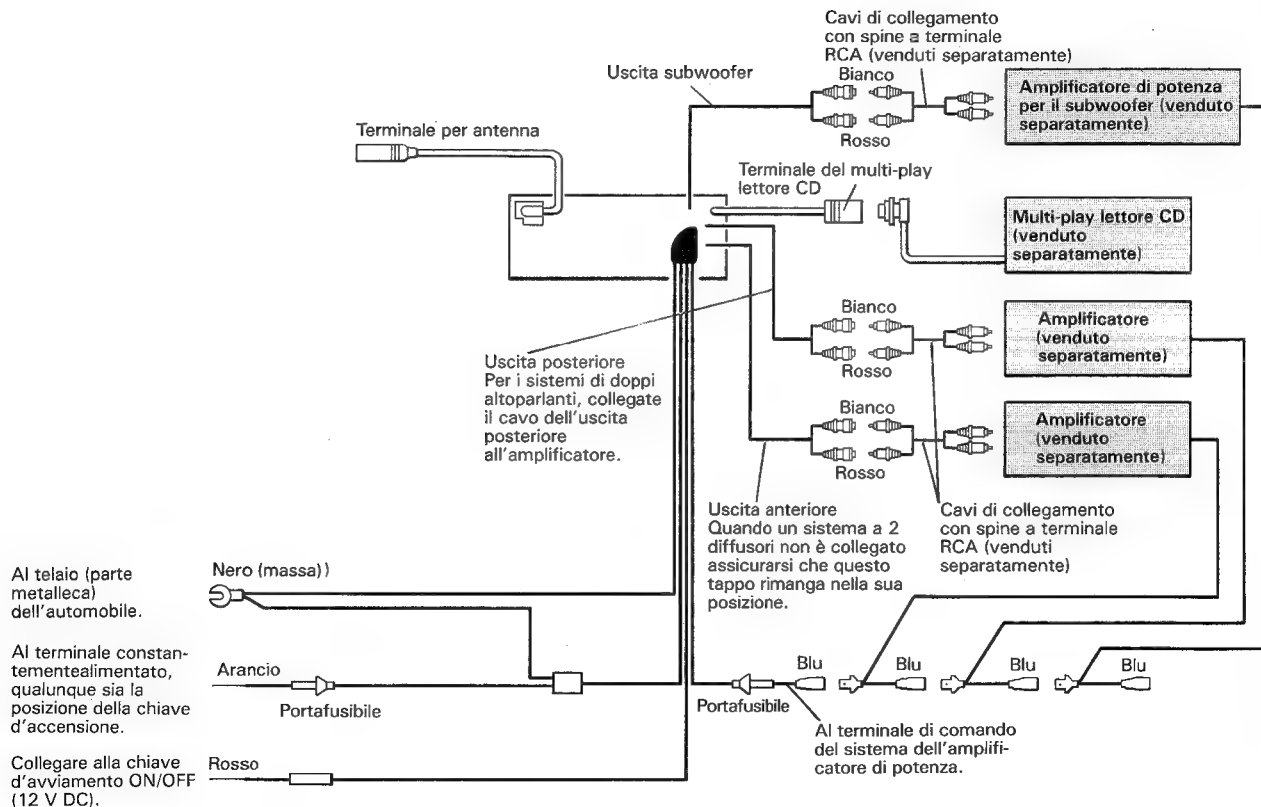 Cavi di collegamento
con spine a terminale
RCA (venduti separatamente)
Uscita subwoofer
Bianco
Rosso
Amplificatore di potenza
per il subwoofer (venduto
separatamente)
Terminale per antenna
Terminale del multi-play
lettore CD
Multi-play lettore CD
(venduto
separatamente)
Bianco
Rosso
Amplificatore
(venduto
separatamente)
Uscita posteriore
Per i sistemi di doppi
altoparlanti, collegate
il cavo dell'uscita
posteriore
all'amplificatore.
Bianco
Rosso
Amplificatore
(venduto
separatamente)
Uscita anteriore
Quando un sistema a 2
diffusori non è collegato
assicurarsi che questo
tappo rimanga nella sua
posizione.
Cavi di collegamento
con spine a terminale
RCA (venduti
separatamente)
Al telaio (parte
metalleca)
dell'automobile.
Nero (massa))
Al terminale constan-
tementealimentato,
qualunque sia la
posizione della chiave
d'accensione.
Arancio
Portafusibile
Blu
Blu
Blu
Blu
Portafusibile
Al terminale di comando
del sistema dell'amplifi-
catore di potenza.
Collegare alla chiave
d'avviamento ON/OFF
(12 V DC).
Rosso